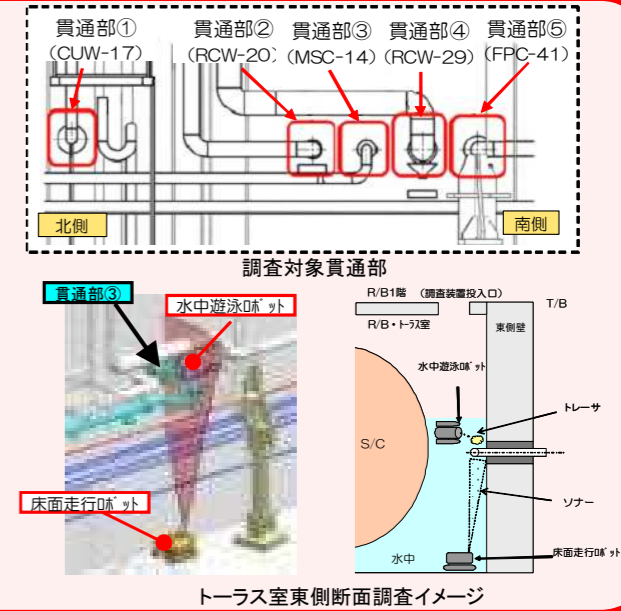 貫通部① 貫通部② 貫通部③ 貫通部④ 貫通部⑤
(CUW-17) (RCW-20) (MSC-14) (RCW-29) (FPC-41)
北側 南側
調査対象貫通部
貫通部③
水中遊泳ﾛﾎﾞｯﾄ
床面走行ﾛﾎﾞｯﾄ
R/B1階 (調査装置投入口)
T/B
R/B・ﾄｰﾗｽ室
東側壁
水中遊泳ﾛﾎﾞｯﾄ
トレーサ
S/C
ソナー
床面走行ﾛﾎﾞｯﾄ
水中
トーラス室東側断面調査イメージ